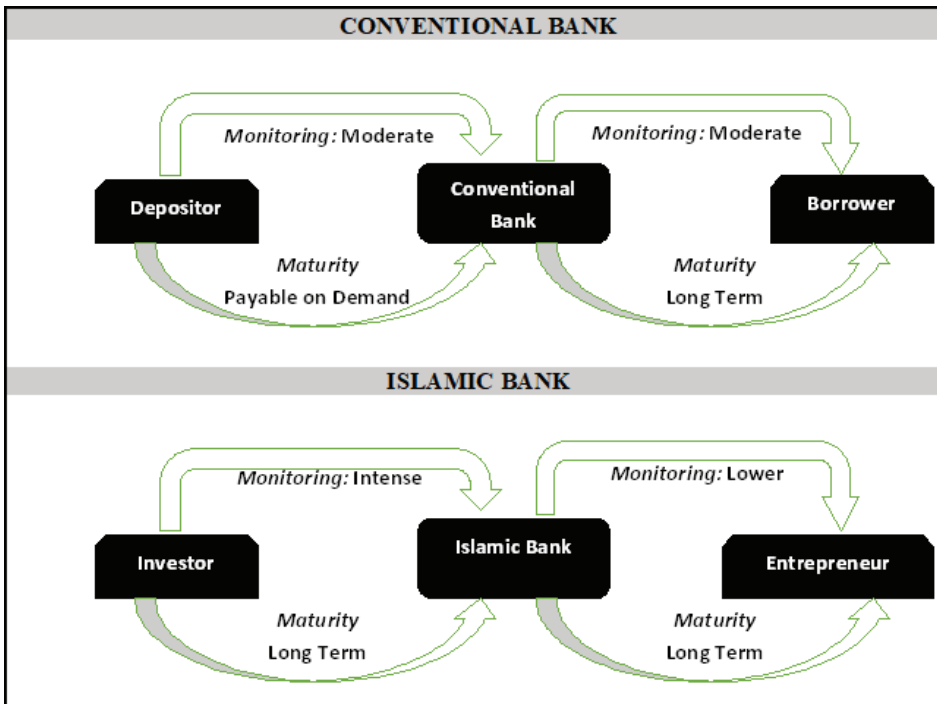 CONVENTIONAL BANK
Monitoring: Moderate
Monitoring: Moderate
Depositor
Conventional
Bank
Borrower
Maturity
Payable on Demand
Maturity
Long Term
ISLAMIC BANK
Monitoring: Intense
Monitoring: Lower
Investor
Islamic Bank
Entrepreneur
Maturity
Long Term
Maturity
Long Term